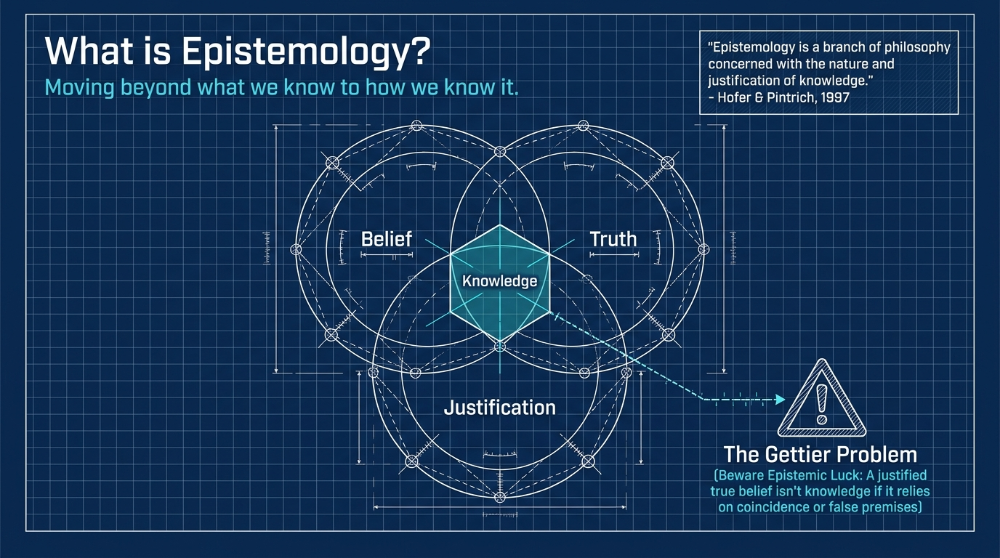 What is Epistemology?
Moving beyond what we know to how we know it.
"Epistemology is a branch of philosophy
concerned with the nature and
justification of knowledge."
- Hofer & Pintrich, 1997
Belief
Truth
Knowledge
Justification
The Gettier Problem
(Beware Epistemic Luck: A justified
true belief isn't knowledge if it relies
on coincidence or false premises)